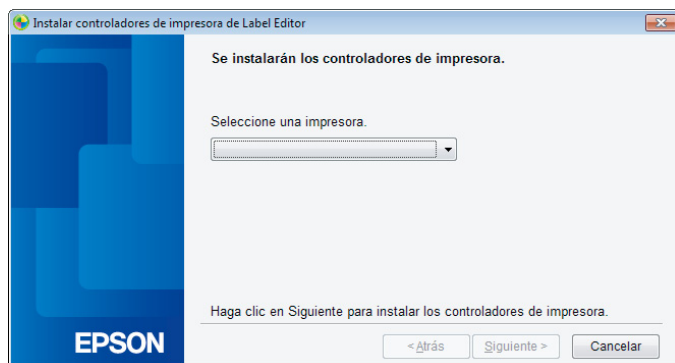 Instalar controladores de impresora de Label Editor
Se instalarán los controladores de impresora.
Seleccione una impresora.
Haga clic en Siguiente para instalar los controladores de impresora.
EPSON
< Atrás
Siguiente >
Cancelar